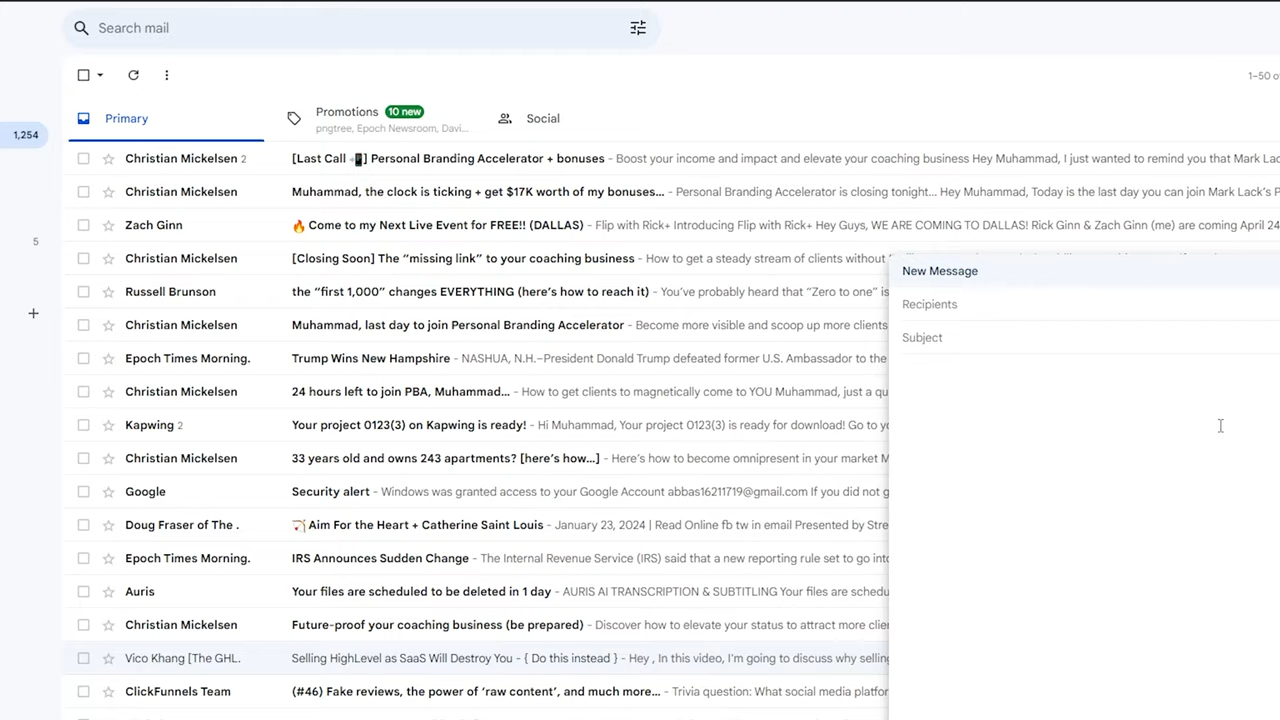 Search mail
1–50 o
Primary
Promotions 10 new
pngtree, Epoch Newsroom, Davi...
Social
1,254
5
Christian Mickelsen 2 [Last Call 📲] Personal Branding Accelerator + bonuses - Boost your income and impact and elevate your coaching business Hey Muhammad, I just wanted to remind you that Mark Lac
Christian Mickelsen Muhammad, the clock is ticking + get $17K worth of my bonuses... - Personal Branding Accelerator is closing tonight... Hey Muhammad, Today is the last day you can join Mark Lack's P
Zach Ginn 🔥 Come to my Next Live Event for FREE!! (DALLAS) - Flip with Rick+ Introducing Flip with Rick+ Hey Guys, WE ARE COMING TO DALLAS! Rick Ginn & Zach Ginn (me) are coming April 24
Christian Mickelsen [Closing Soon] The “missing link” to your coaching business - How to get a steady stream of clients without
Russell Brunson the “first 1,000” changes EVERYTHING (here's how to reach it) - You've probably heard that “Zero to one” is
Christian Mickelsen Muhammad, last day to join Personal Branding Accelerator - Become more visible and scoop up more clients
Epoch Times Morning. Trump Wins New Hampshire - NASHUA, N.H.–President Donald Trump defeated former U.S. Ambassador to the
Christian Mickelsen 24 hours left to join PBA, Muhammad... - How to get clients to magnetically come to YOU Muhammad, just a qu
Kapwing 2 Your project 0123(3) on Kapwing is ready! - Hi Muhammad, Your project 0123(3) is ready for download! Go to yo
Christian Mickelsen 33 years old and owns 243 apartments? [here's how...] - Here's how to become omnipresent in your market M
Google Security alert - Windows was granted access to your Google Account abbas16211719@gmail.com If you did not g
Doug Fraser of The . 🏹 Aim For the Heart + Catherine Saint Louis - January 23, 2024 | Read Online fb tw in email Presented by Stre
Epoch Times Morning. IRS Announces Sudden Change - The Internal Revenue Service (IRS) said that a new reporting rule set to go into
Auris Your files are scheduled to be deleted in 1 day - AURIS AI TRANSCRIPTION & SUBTITLING Your files are schedu
Christian Mickelsen Future-proof your coaching business (be prepared) - Discover how to elevate your status to attract more clier
Vico Khang [The GHL. Selling HighLevel as SaaS Will Destroy You - { Do this instead } - Hey , In this video, I'm going to discuss why selling
ClickFunnels Team (#46) Fake reviews, the power of ‘raw content’, and much more... - Trivia question: What social media platfor
New Message
Recipients
Subject